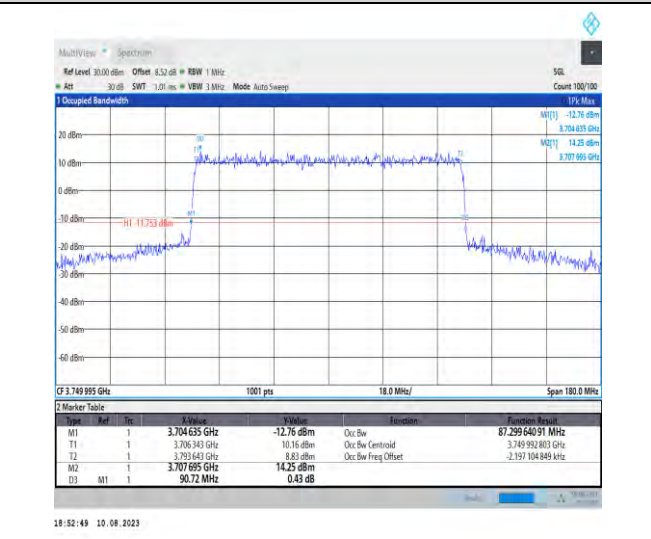 MultiView Spectrum
Ref Level 30.00 dBm Offset 8.52 dB RBW 1 MHz SGL
Att 30 dB SWT 1.01 ms VBW 3 MHz Mode Auto Sweep Count 100/100
1 Occupied Bandwidth 1Pk Max
M1[1] -12.76 dBm
3.704 635 GHz
20 dBm M2[1] 14.25 dBm
3.707 695 GHz
10 dBm
0 dBm
M1
-10 dBm
H1 -11.753 dBm
-20 dBm
-30 dBm
-40 dBm
-50 dBm
-60 dBm
CF 3.749 995 GHz 1001 pts 18.0 MHz/ Span 180.0 MHz
2 Marker Table
Type Ref Trc X-Value Y-Value Function Function Result
M1 1 3.704 635 GHz -12.76 dBm Occ Bw 87.299 640 91 MHz
T1 1 3.706 343 GHz 10.16 dBm Occ Bw Centroid 3.749 992 803 GHz
T2 1 3.793 643 GHz 8.83 dBm Occ Bw Freq Offset -2.197 104 849 kHz
M2 1 3.707 695 GHz 14.25 dBm
D3 M1 1 90.72 MHz 0.43 dB
18:52:49 10.08.2023